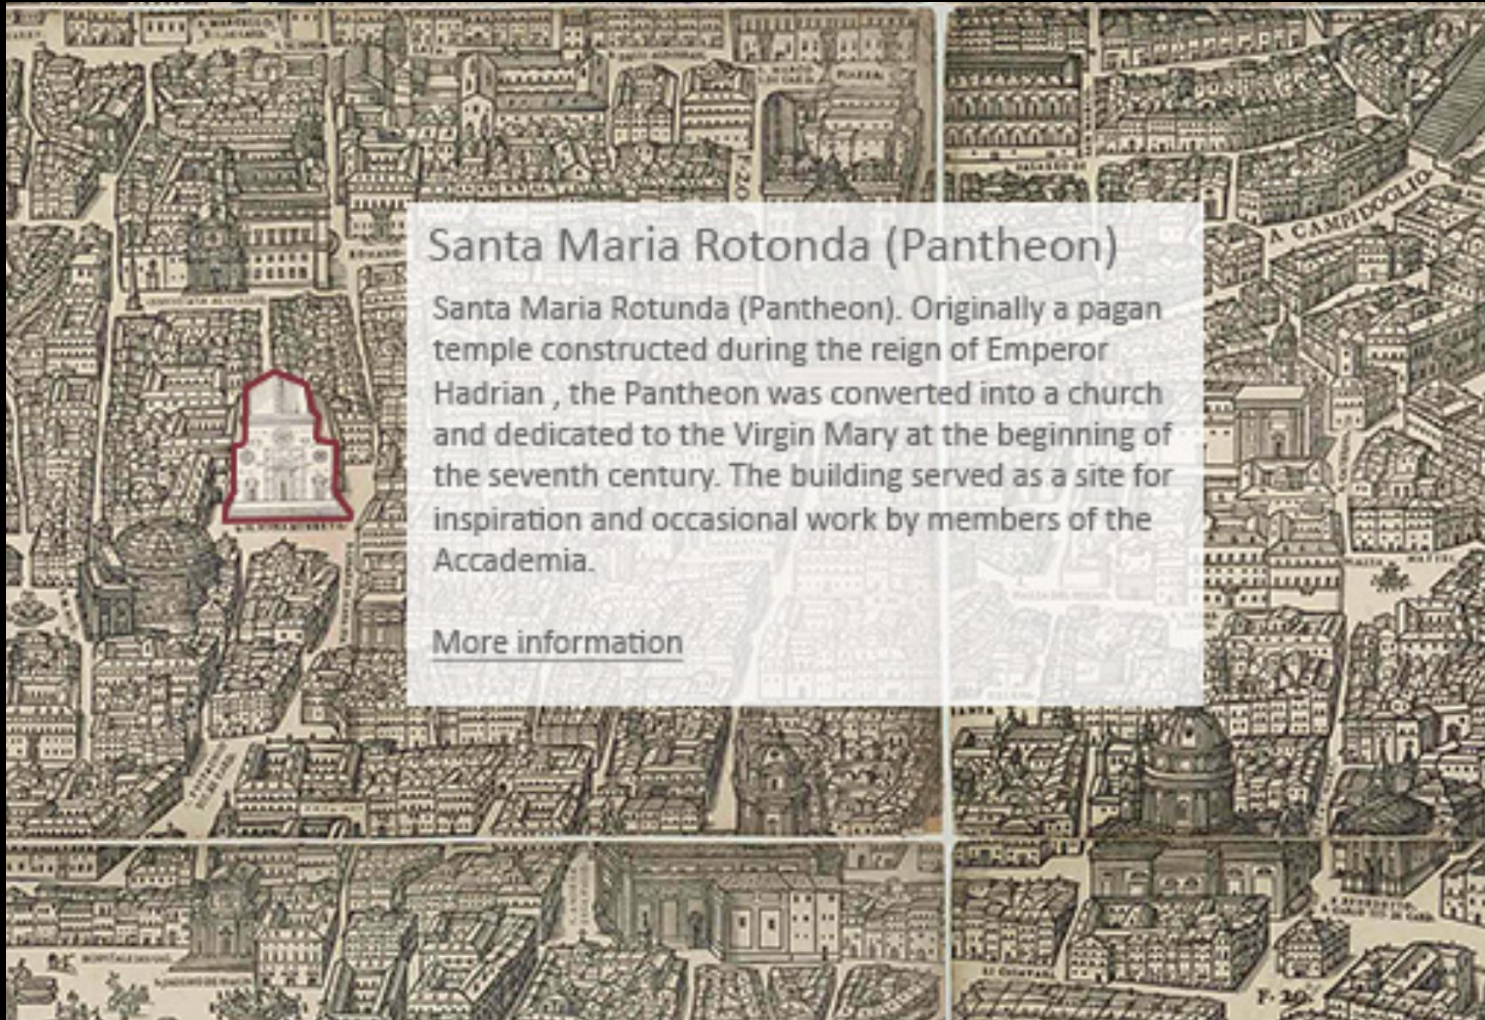 PIAZZA
A CAMPIDOGLIO
Santa Maria Rotonda (Pantheon)
Santa Maria Rotunda (Pantheon). Originally a pagan
temple constructed during the reign of Emperor
Hadrian , the Pantheon was converted into a church
and dedicated to the Virgin Mary at the beginning of
the seventh century. The building served as a site for
inspiration and occasional work by members of the
Accademia.
More information